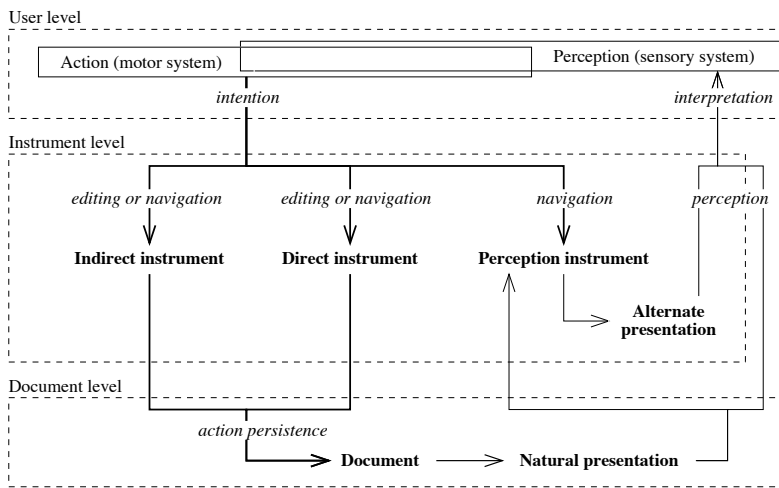 User level
Action (motor system)
Perception (sensory system)
intention
interpretation
Instrument level
editing or navigation
editing or navigation
navigation
perception
Indirect instrument
Direct instrument
Perception instrument
Alternate
presentation
Document level
action persistence
Document
Natural presentation